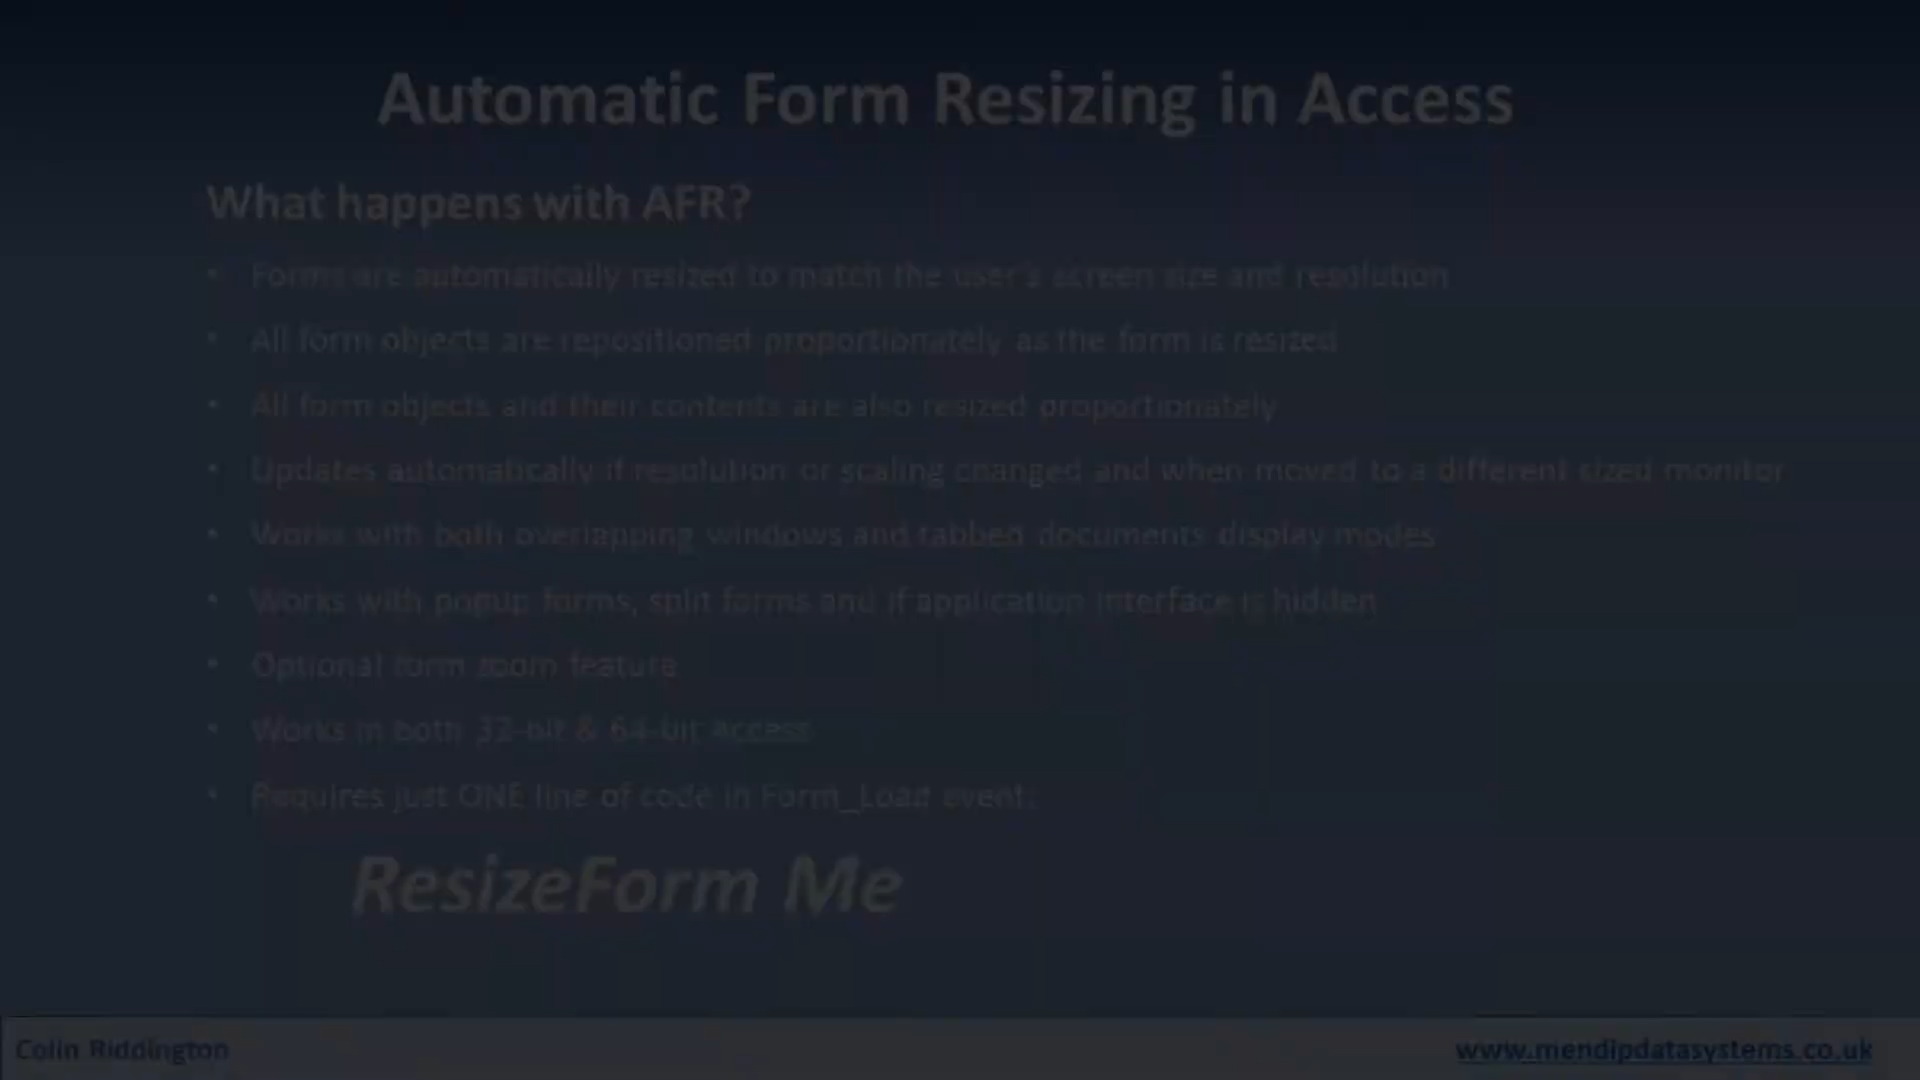 Automatic Form Resizing in Access
What happens with AFR?
• Forms are automatically resized to match the user's screen size and resolution
• All form objects are repositioned proportionately as the form is resized
• All form objects and their contents are also resized proportionately
• Updates automatically if resolution or scaling changed and when moved to a different sized monitor
• Works with both overlapping windows and tabbed documents display modes
• Works with popup forms, split forms and if application interface is hidden
• Optional form zoom feature
• Works in both 32-bit & 64-bit Access
• Requires just ONE line of code in Form_Load event:
ResizeForm Me
Colin Riddington
www.mendipdatasystems.co.uk